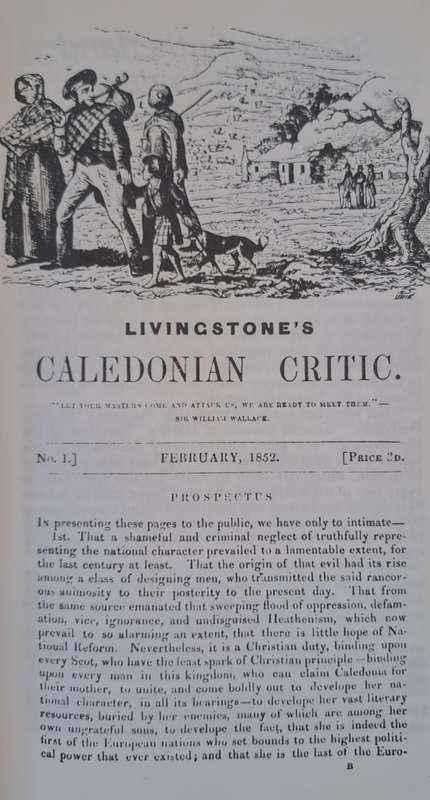 LIVINGSTONE'S
CALEDONIAN CRITIC.
"LET YOUR MASTERS COME AND ATTACK US, WE ARE READY TO MEET THEM."—
SIR WILLIAM WALLACE.
No. 1.] FEBRUARY, 1852. [PRICE 2D.
PROSPECTUS
IN presenting these pages to the public, we have only to intimate—
1st. That a shameful and criminal neglect of truthfully repre-
senting the national character prevailed to a lamentable extent, for
the last century at least. That the origin of that evil had its rise
among a class of designing men, who transmitted the said rancor-
ous animosity to their posterity to the present day. That from
the same source emanated that sweeping flood of oppression, defam-
ation, vice, ignorance, and undisguised Heathenism, which now
prevail to so alarming an extent, that there is little hope of Na-
tional Reform. Nevertheless, it is a Christian duty, binding upon
every Scot, who have the least spark of Christian principle—binding
upon every man in this kingdom, who can claim Caledonia for
their mother, to unite, and come boldly out to develope her na-
tional character, in all its bearings—to develope her vast literary
resources, buried by her enemies, many of which are among her
own ungrateful sons, to develope the fact, that she is indeed the
first of the European nations who set bounds to the highest politi-
cal power that ever existed; and that she is the last of the Euro-
B